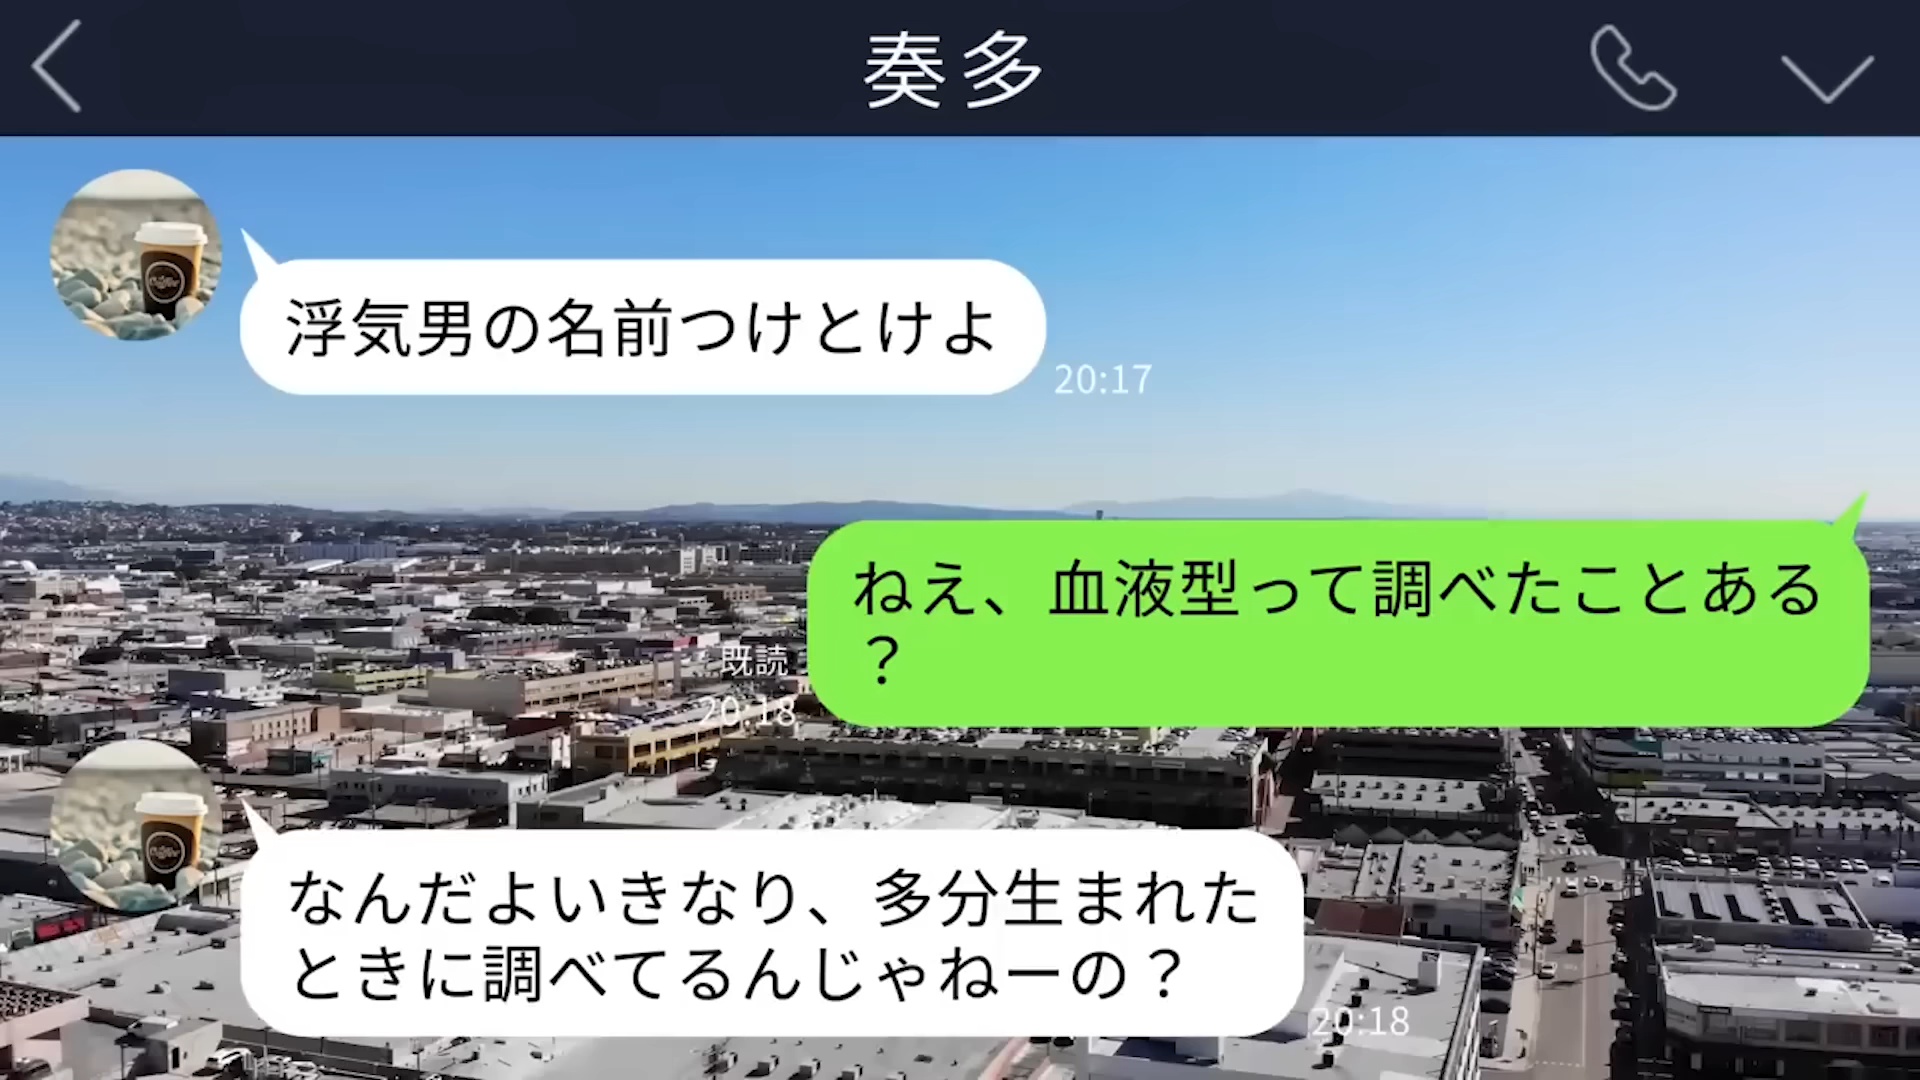 奏多
浮気男の名前つけとけよ
20:17
ねえ、血液型って調べたことある
？
既読
20:18
なんだよいきなり、多分生まれた
ときに調べてるんじゃねーの？
20:18